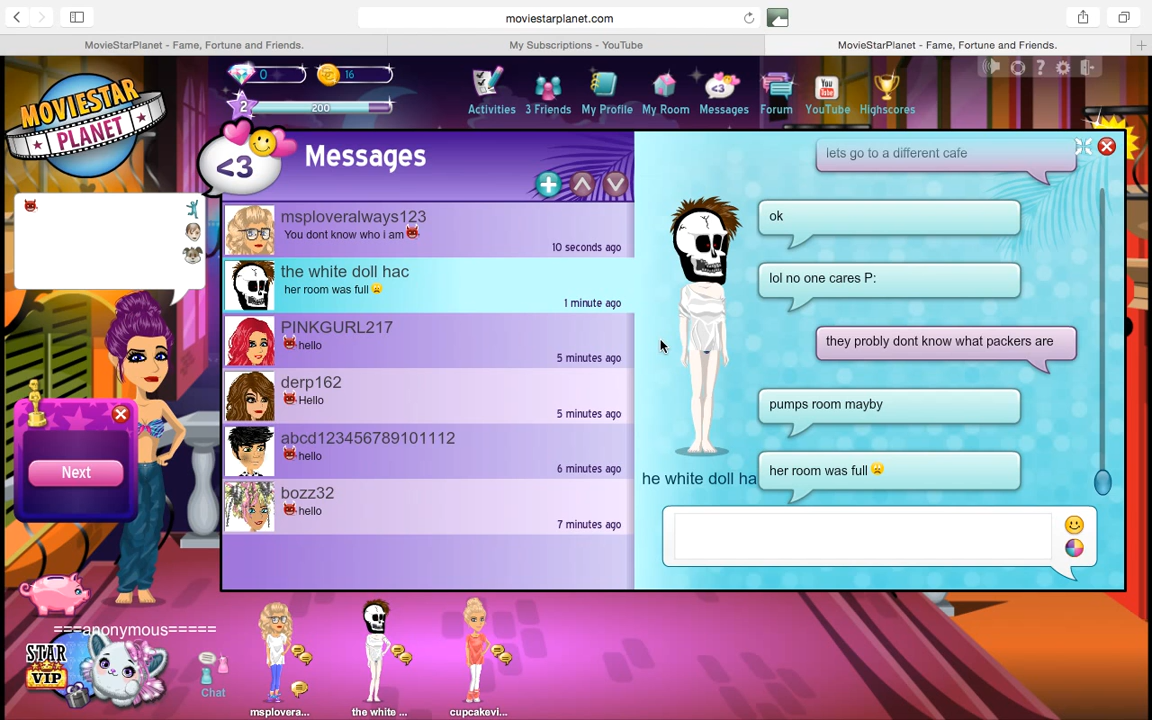 moviestarplanet.com
MovieStarPlanet - Fame, Fortune and Friends.
My Subscriptions - YouTube
MovieStarPlanet - Fame, Fortune and Friends.
MOVIESTAR
PLANET
0
16
2
200
Activities
3 Friends
My Profile
My Room
<3
Messages
Forum
You
Tube
YouTube
Highscores
<3
Messages
msploveralways123
You dont know who i am
10 seconds ago
the white doll hac
her room was full
1 minute ago
PINKGURL217
hello
5 minutes ago
derp162
Hello
5 minutes ago
abcd123456789101112
hello
6 minutes ago
bozz32
hello
7 minutes ago
lets go to a different cafe
ok
lol no one cares P:
they probly dont know what packers are
pumps room mayby
her room was full
he white doll ha
Next
===anonymous=====
STAR
VIP
Chat
msplovera...
the white ...
cupcakevi...